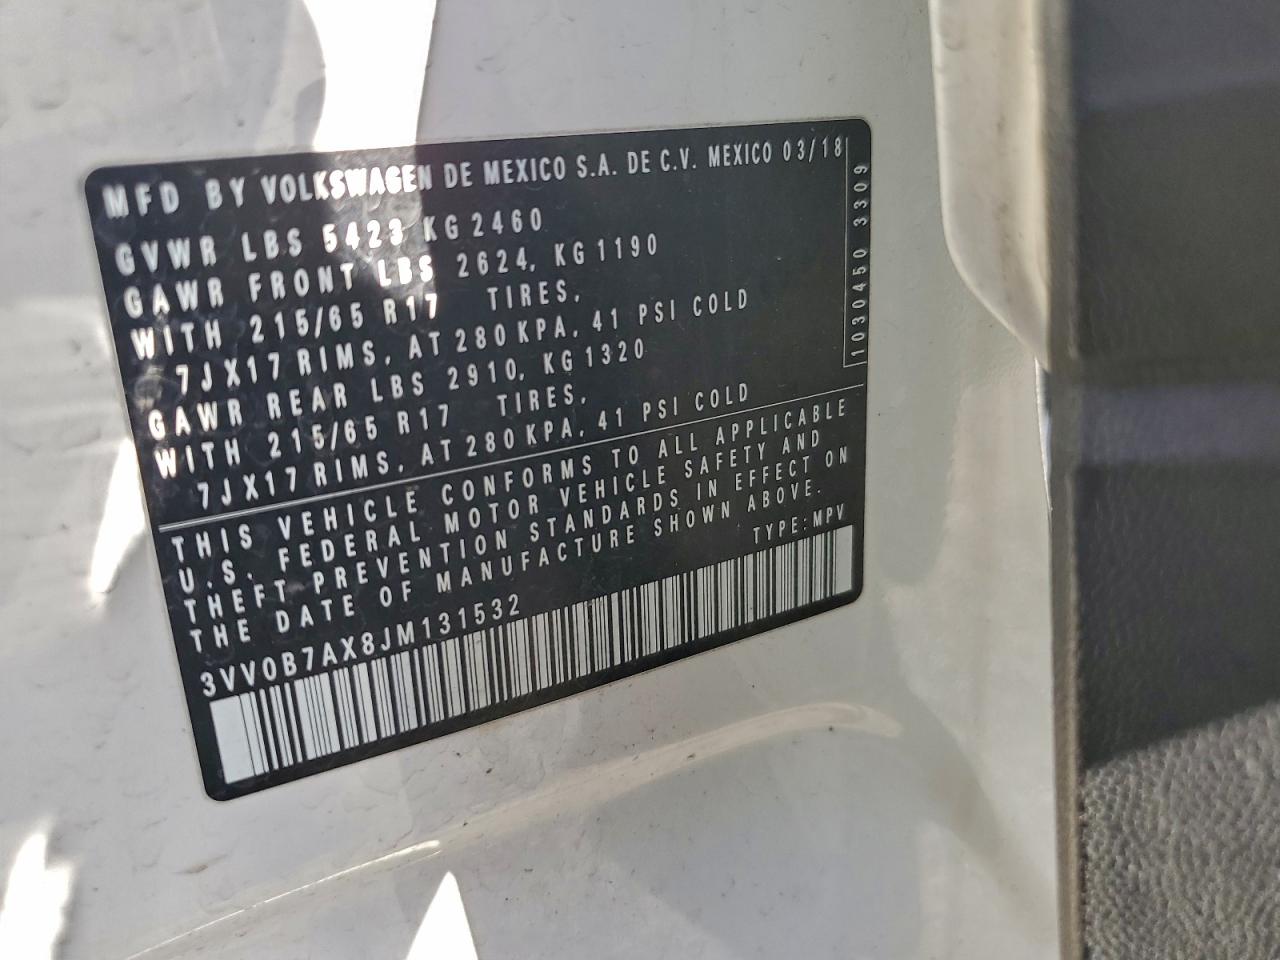 MFD BY VOLKSWAGEN DE MEXICO S.A. DE C.V. MEXICO 03/18
GVWR LBS 5423 KG 2460
GAWR FRONT LBS 2624, KG 1190
WITH 215/65 R17 TIRES,
7JX17 RIMS, AT 280 KPA, 41 PSI COLD
GAWR REAR LBS 2910, KG 1320
WITH 215/65 R17 TIRES,
7JX17 RIMS, AT 280 KPA, 41 PSI COLD
1030450 3309
THIS VEHICLE CONFORMS TO ALL APPLICABLE
U.S. FEDERAL MOTOR VEHICLE SAFETY AND
THEFT PREVENTION STANDARDS IN EFFECT ON
THE DATE OF MANUFACTURE SHOWN ABOVE.
3VV0B7AX8JM131532 TYPE: MPV